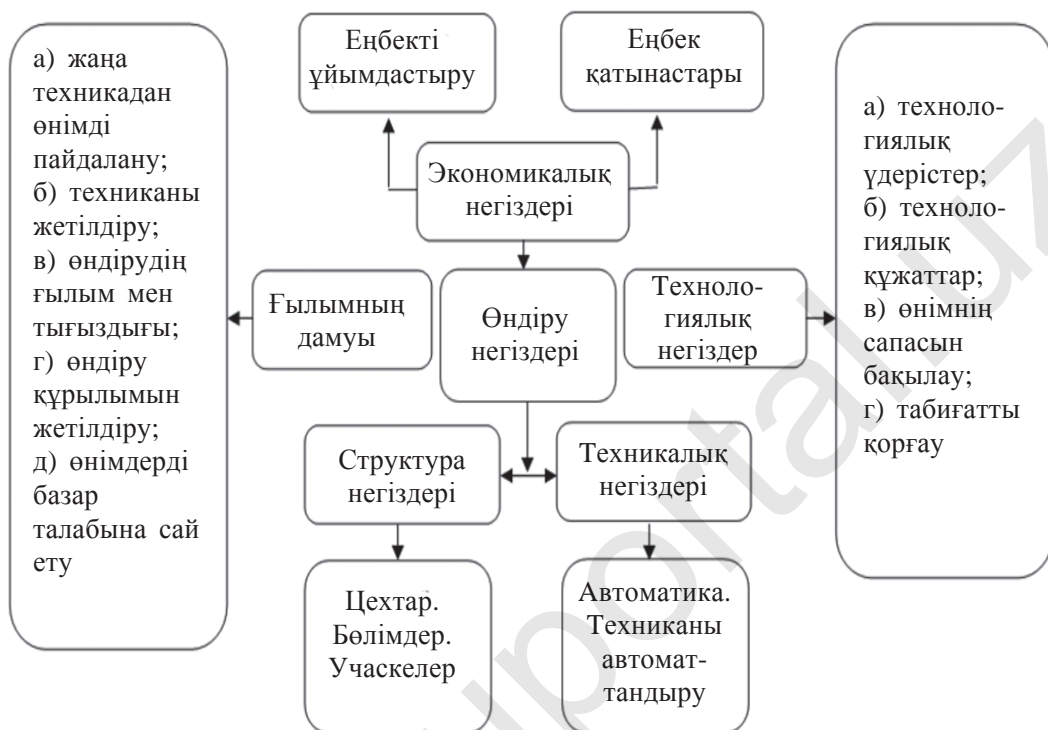 а) жаңа
техникадан
өнімді
пайдалану;
б) техниканы
жетілдіру;
в) өндірудің
ғылым мен
тығыздығы;
г) өндіру
құрылымын
жетілдіру;
д) өнімдерді
базар
талабына сай
ету
Еңбекті
ұйымдастыру
Еңбек
қатынастары
Экономикалық
негіздері
Ғылымның
дамуы
Өндіру
негіздері
Техноло-
гиялық
негіздер
Структура
негіздері
Техникалық
негіздері
Цехтар.
Бөлімдер.
Учаскелер
Автоматика.
Техниканы
автомат-
тандыру
а) техноло-
гиялық
үдерістер;
б) техноло-
гиялық
құжаттар;
в) өнімнің
сапасын
бақылау;
г) табиғатты
қорғау
portal.uz